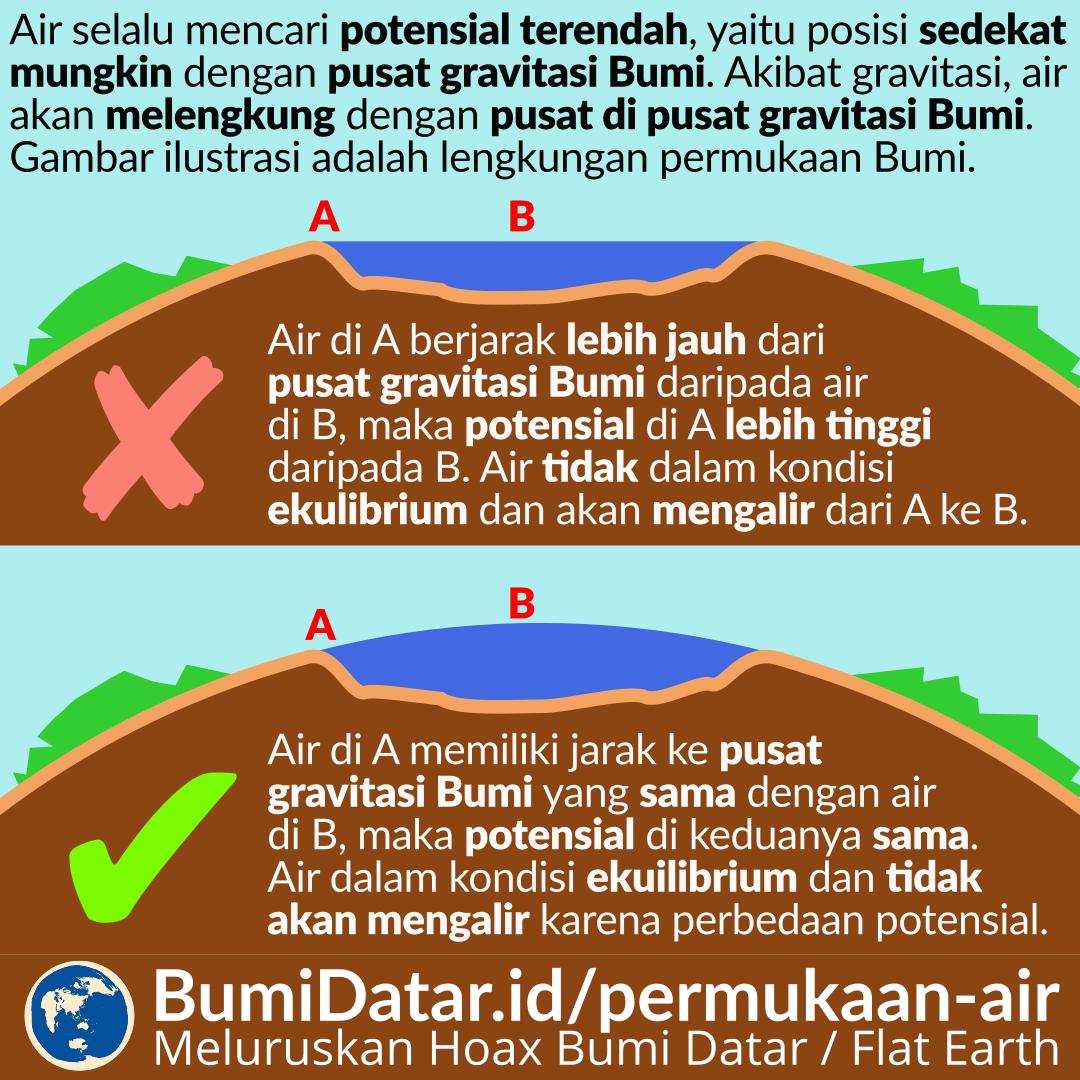 Air selalu mencari potensial terendah, yaitu posisi sedekat
mungkin dengan pusat gravitasi Bumi. Akibat gravitasi, air
akan melengkung dengan pusat di pusat gravitasi Bumi.
Gambar ilustrasi adalah lengkungan permukaan Bumi.
A
B
Air di A berjarak lebih jauh dari
pusat gravitasi Bumi daripada air
di B, maka potensial di A lebih tinggi
daripada B. Air tidak dalam kondisi
ekulibrium dan akan mengalir dari A ke B.
B
A
Air di A memiliki jarak ke pusat
gravitasi Bumi yang sama dengan air
di B, maka potensial di keduanya sama.
Air dalam kondisi ekuilibrium dan tidak
akan mengalir karena perbedaan potensial.
BumiDatar.id/permukaan-air
Meluruskan Hoax Bumi Datar / Flat Earth